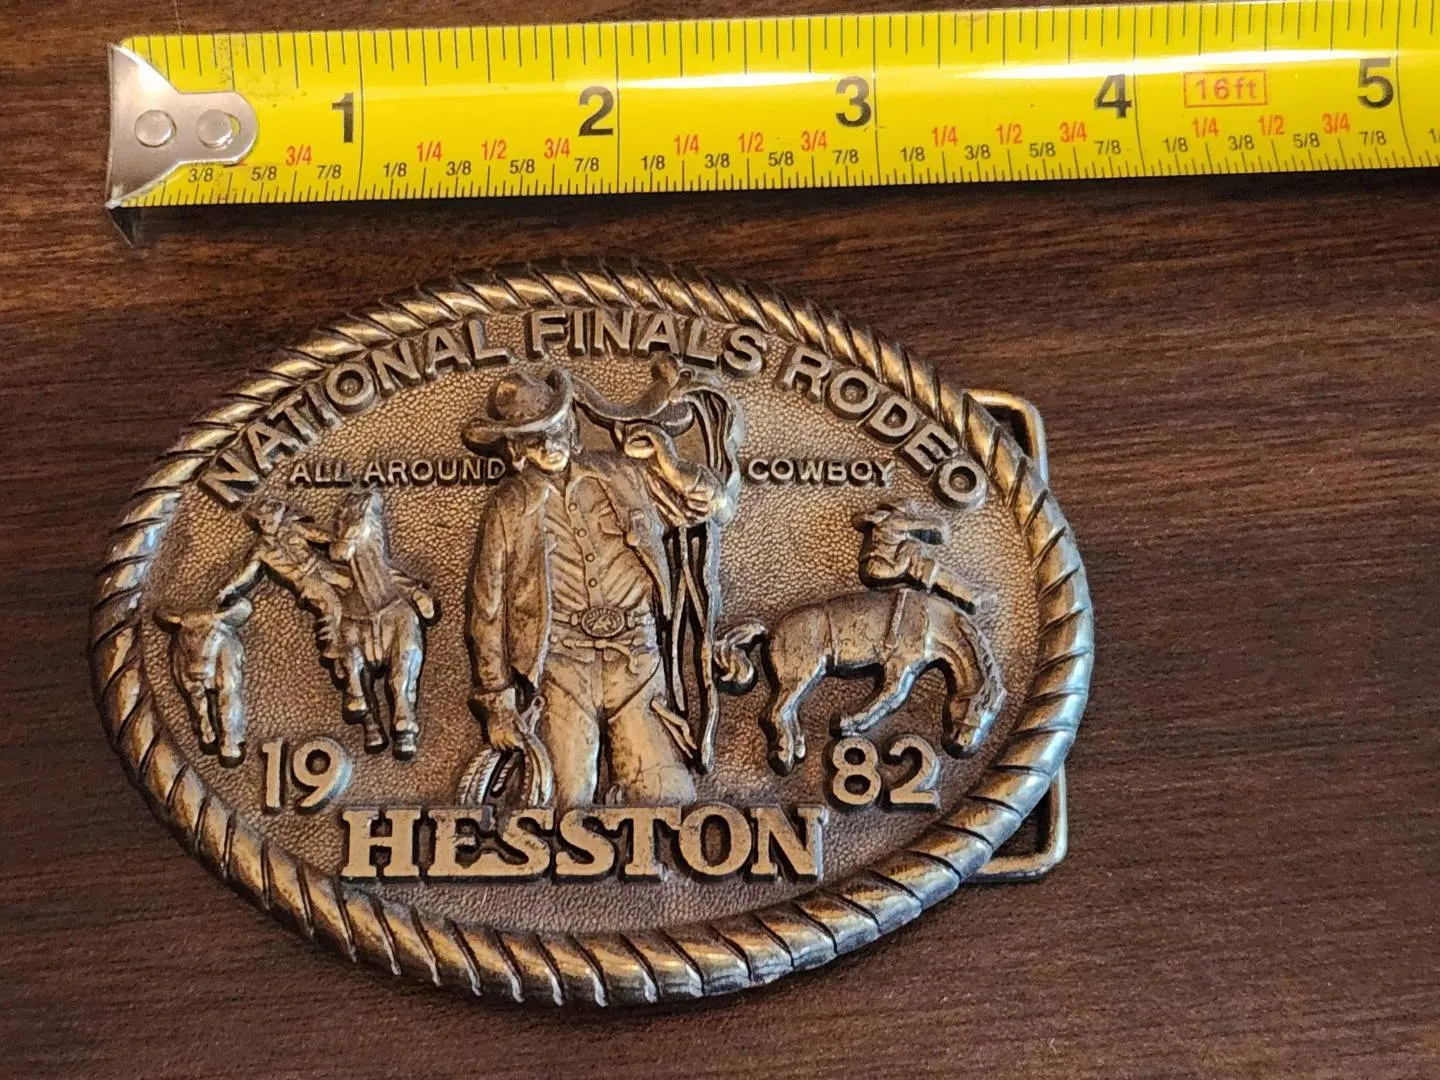 1 2 3 4 16ft 5
3/4 1/4 1/2 3/4 1/4 1/2 3/4 1/4 1/2 3/4 1/4 1/2 3/4
3/8 5/8 7/8 1/8 3/8 5/8 7/8 1/8 3/8 5/8 7/8 1/8 3/8 5/8 7/8 1/8 3/8 5/8 7/8
NATIONAL FINALS RODEO
ALL AROUND COWBOY
19 82
HESSTON